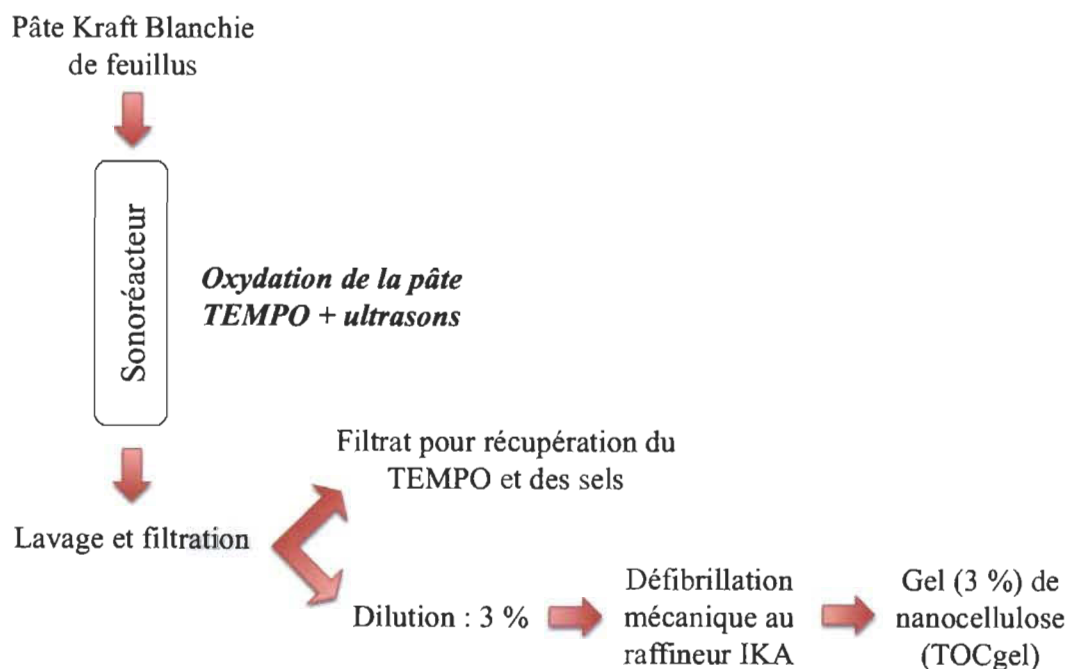 Pâte Kraft Blanchie
de feuillus
Sonoréacteur
Oxydation de la pâte
TEMPO + ultrasons
Filtrat pour récupération du
TEMPO et des sels
Lavage et filtration
Dilution : 3 %
Défibrillation
mécanique au
raffineur IKA
Gel (3 %) de
nanocellulose
(TOCgel)